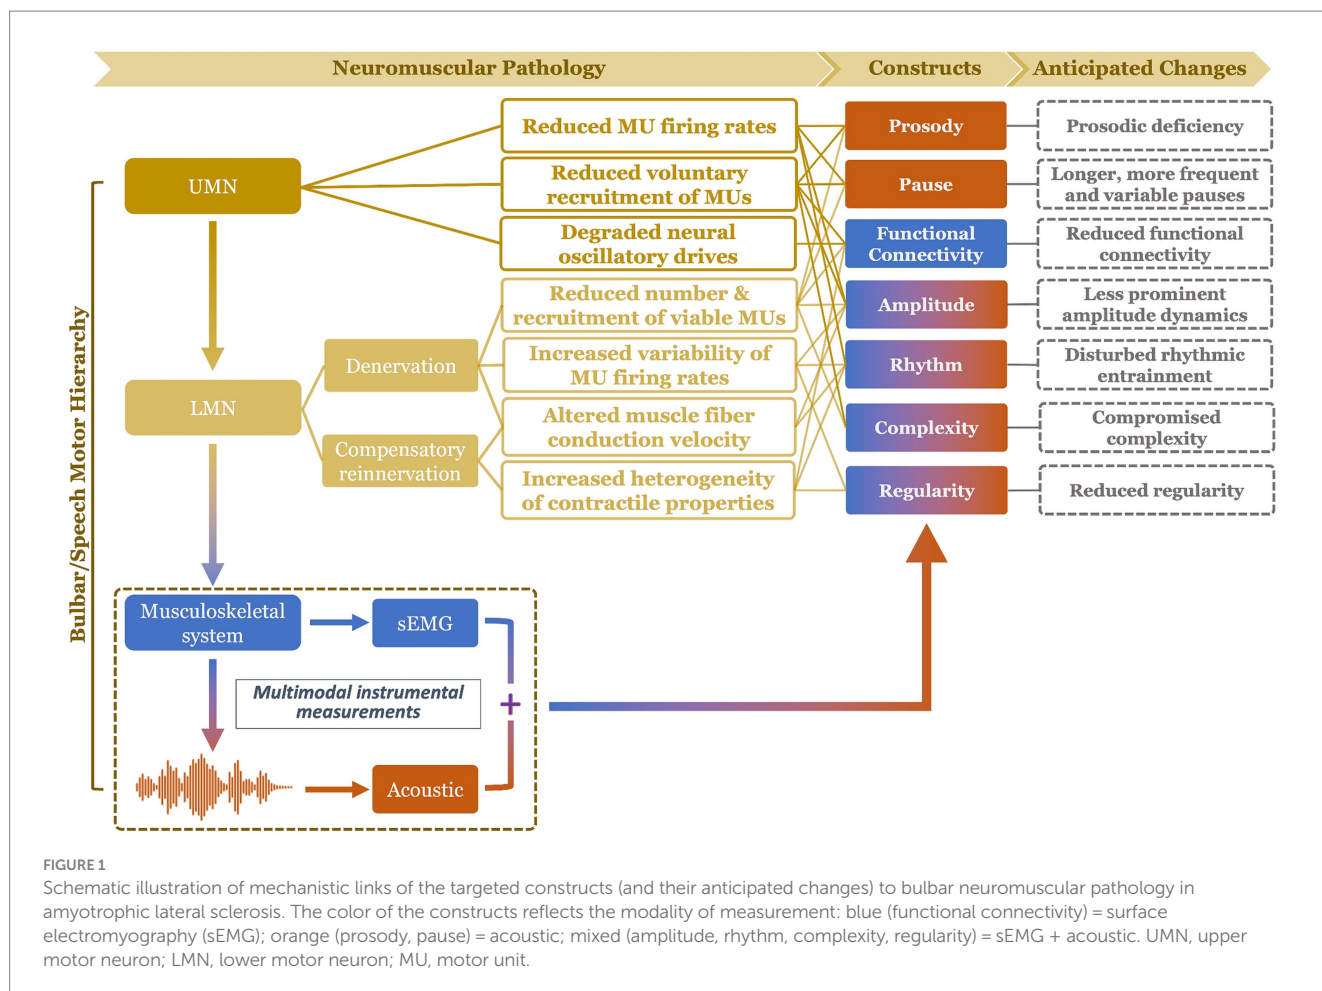 Neuromuscular Pathology
Constructs
Anticipated Changes
Bulbar/Speech Motor Hierarchy
UMN
LMN
Denervation
Compensatory
reinnervation
Reduced MU firing rates
Reduced voluntary
recruitment of MUs
Degraded neural
oscillatory drives
Reduced number &
recruitment of viable MUs
Increased variability of
MU firing rates
Altered muscle fiber
conduction velocity
Increased heterogeneity
of contractile properties
Prosody
Pause
Functional
Connectivity
Amplitude
Rhythm
Complexity
Regularity
Prosodic deficiency
Longer, more frequent
and variable pauses
Reduced functional
connectivity
Less prominent
amplitude dynamics
Disturbed rhythmic
entrainment
Compromised
complexity
Reduced regularity
Musculoskeletal
system
sEMG
Multimodal instrumental
measurements
+
Acoustic
FIGURE 1
Schematic illustration of mechanistic links of the targeted constructs (and their anticipated changes) to bulbar neuromuscular pathology in
amyotrophic lateral sclerosis. The color of the constructs reflects the modality of measurement: blue (functional connectivity) = surface
electromyography (sEMG); orange (prosody, pause) = acoustic; mixed (amplitude, rhythm, complexity, regularity) = sEMG + acoustic. UMN, upper
motor neuron; LMN, lower motor neuron; MU, motor unit.